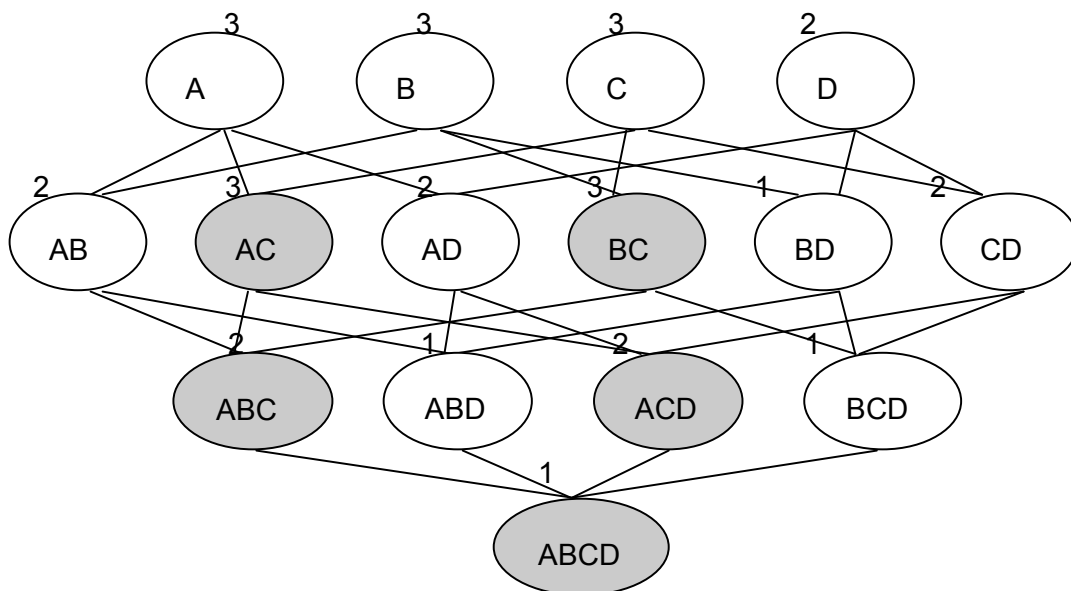 3 3 3 2
A B C D
2 3 2 3 1 2
AB AC AD BC BD CD
2 1 2 1
ABC ABD ACD BCD
1
ABCD